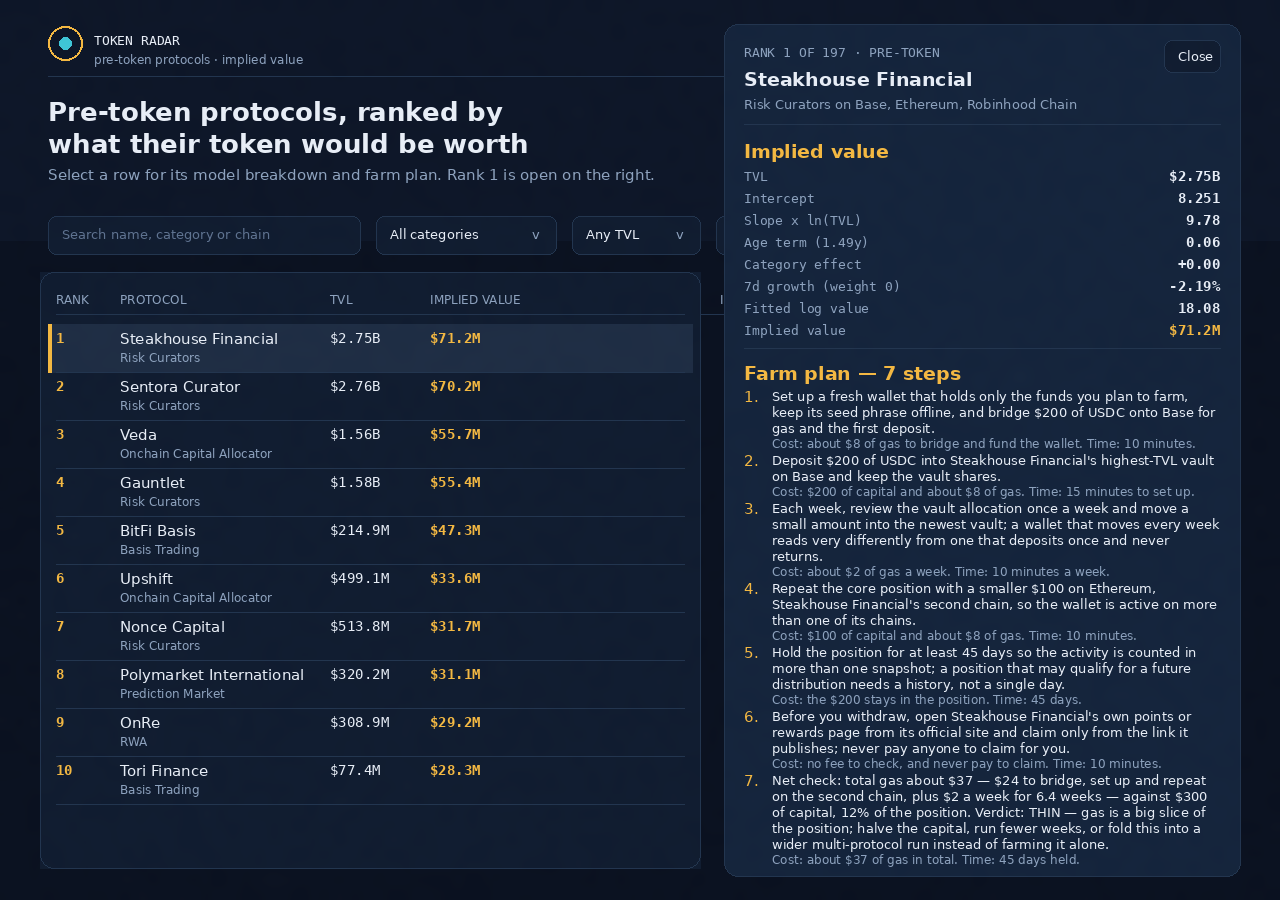 TOKEN RADAR
pre-token protocols · implied value
Pre-token protocols, ranked by
what their token would be worth
Select a row for its model breakdown and farm plan. Rank 1 is open on the right.
Search name, category or chain
All categories v
Any TVL v
RANK PROTOCOL TVL IMPLIED VALUE
1 Steakhouse Financial $2.75B $71.2M
Risk Curators
2 Sentora Curator $2.76B $70.2M
Risk Curators
3 Veda $1.56B $55.7M
Onchain Capital Allocator
4 Gauntlet $1.58B $55.4M
Risk Curators
5 BitFi Basis $214.9M $47.3M
Basis Trading
6 Upshift $499.1M $33.6M
Onchain Capital Allocator
7 Nonce Capital $513.8M $31.7M
Risk Curators
8 Polymarket International $320.2M $31.1M
Prediction Market
9 OnRe $308.9M $29.2M
RWA
10 Tori Finance $77.4M $28.3M
Basis Trading
RANK 1 OF 197 · PRE-TOKEN
Close
Steakhouse Financial
Risk Curators on Base, Ethereum, Robinhood Chain
Implied value
TVL $2.75B
Intercept 8.251
Slope x ln(TVL) 9.78
Age term (1.49y) 0.06
Category effect +0.00
7d growth (weight 0) -2.19%
Fitted log value 18.08
Implied value $71.2M
Farm plan — 7 steps
1. Set up a fresh wallet that holds only the funds you plan to farm,
keep its seed phrase offline, and bridge $200 of USDC onto Base for
gas and the first deposit.
Cost: about $8 of gas to bridge and fund the wallet. Time: 10 minutes.
2. Deposit $200 of USDC into Steakhouse Financial's highest-TVL vault
on Base and keep the vault shares.
Cost: $200 of capital and about $8 of gas. Time: 15 minutes to set up.
3. Each week, review the vault allocation once a week and move a
small amount into the newest vault; a wallet that moves every week
reads very differently from one that deposits once and never
returns.
Cost: about $2 of gas a week. Time: 10 minutes a week.
4. Repeat the core position with a smaller $100 on Ethereum,
Steakhouse Financial's second chain, so the wallet is active on more
than one of its chains.
Cost: $100 of capital and about $8 of gas. Time: 10 minutes.
5. Hold the position for at least 45 days so the activity is counted in
more than one snapshot; a position that may qualify for a future
distribution needs a history, not a single day.
Cost: the $200 stays in the position. Time: 45 days.
6. Before you withdraw, open Steakhouse Financial's own points or
rewards page from its official site and claim only from the link it
publishes; never pay anyone to claim for you.
Cost: no fee to check, and never pay to claim. Time: 10 minutes.
7. Net check: total gas about $37 — $24 to bridge, set up and repeat
on the second chain, plus $2 a week for 6.4 weeks — against $300
of capital, 12% of the position. Verdict: THIN — gas is a big slice of
the position; halve the capital, run fewer weeks, or fold this into a
wider multi-protocol run instead of farming it alone.
Cost: about $37 of gas in total. Time: 45 days held.